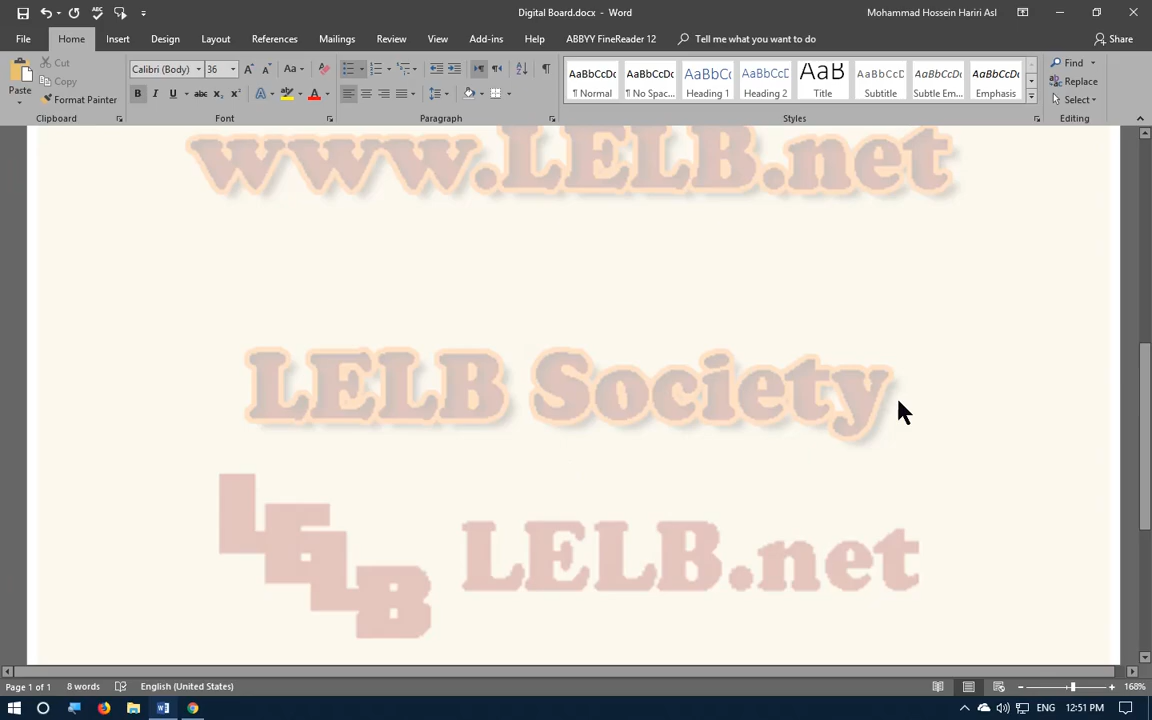 Digital Board.docx - Word
Mohammad Hossein Hariri Asl
File Home Insert Design Layout References Mailings Review View Add-ins Help ABBYY FineReader 12 Tell me what you want to do Share
Paste
Cut
Copy
Format Painter
Clipboard
Calibri (Body) 36
Font
Paragraph
AaBbCcDc AaBbCcDc AaBbCc AaBbCcD AaB AaBbCcD AaBbCcDc AaBbCcDc
¶ Normal ¶ No Spac... Heading 1 Heading 2 Title Subtitle Subtle Em... Emphasis
Styles
Find
Replace
Select
Editing
www.LELB.net
LELB Society
LELB LELB.net
Page 1 of 1 8 words English (United States) 168%
ENG 12:51 PM